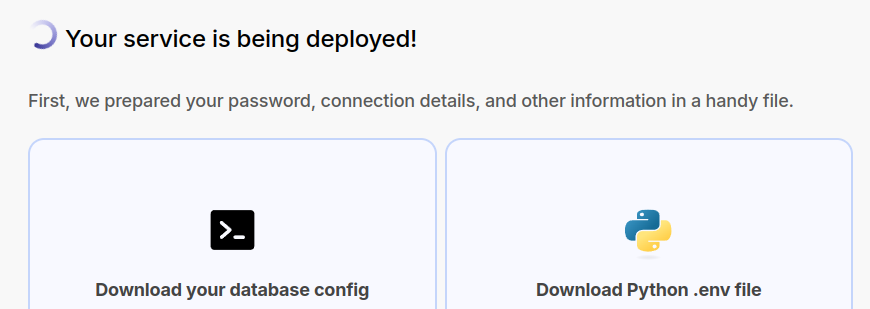 Your service is being deployed!
First, we prepared your password, connection details, and other information in a handy file.
Download your database config
Download Python .env file